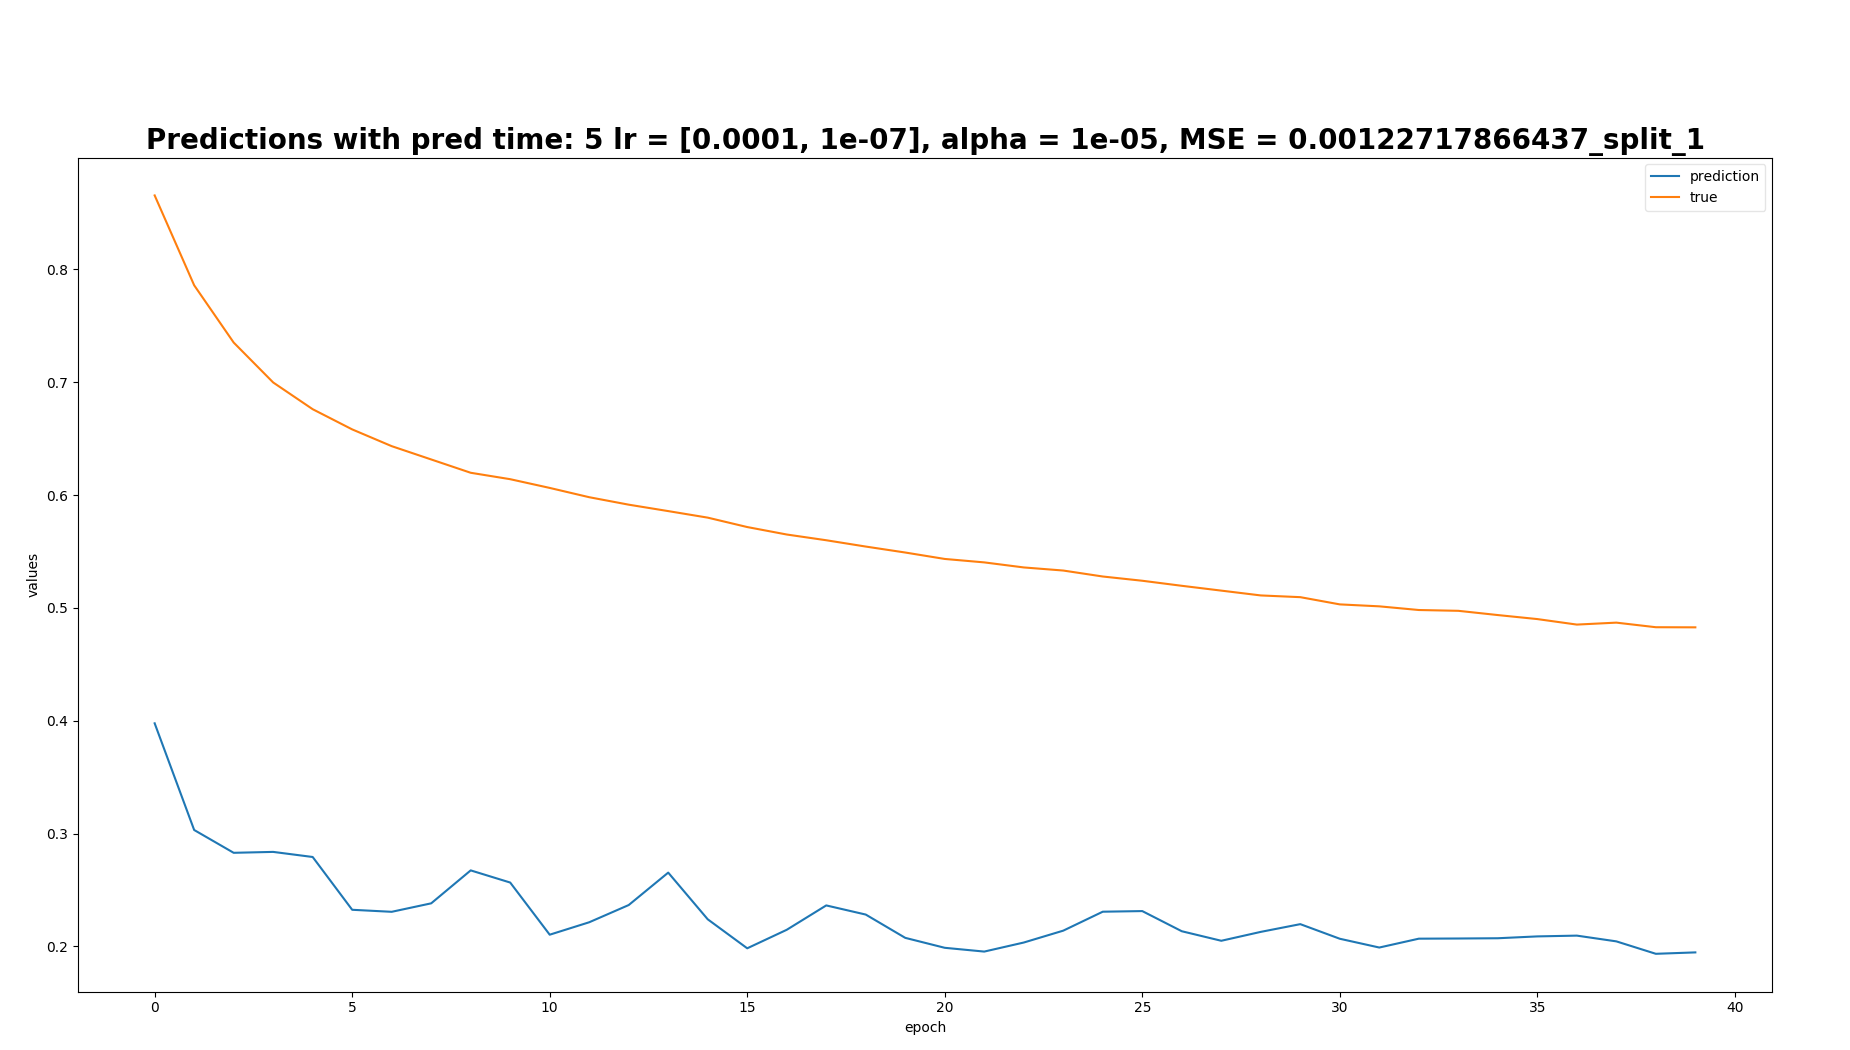 Predictions with pred time: 5 lr = [0.0001, 1e-07], alpha = 1e-05, MSE = 0.00122717866437_split_1
prediction
true
0.8
0.7
0.6
0.5
0.4
0.3
0.2
values
0 5 10 15 20 25 30 35 40
epoch